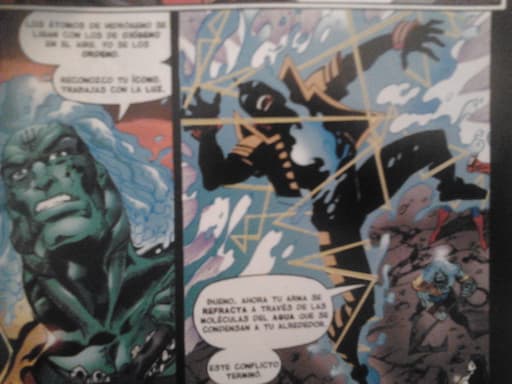 LOS ÁTOMOS DE HIDRÓGENO SE
LIGAN CON LOS DE OXÍGENO
EN EL AIRE. YO SE LOS
ORDENO.
RECONOZCO TU ÍCONO.
TRABAJAS CON LA LUZ.
BUENO, AHORA TU ARMA SE
REFRACTA A TRAVÉS DE LAS
MOLÉCULAS DEL AGUA QUE SE
CONDENSAN A TU ALREDEDOR.
ESTE CONFLICTO
TERMINÓ.